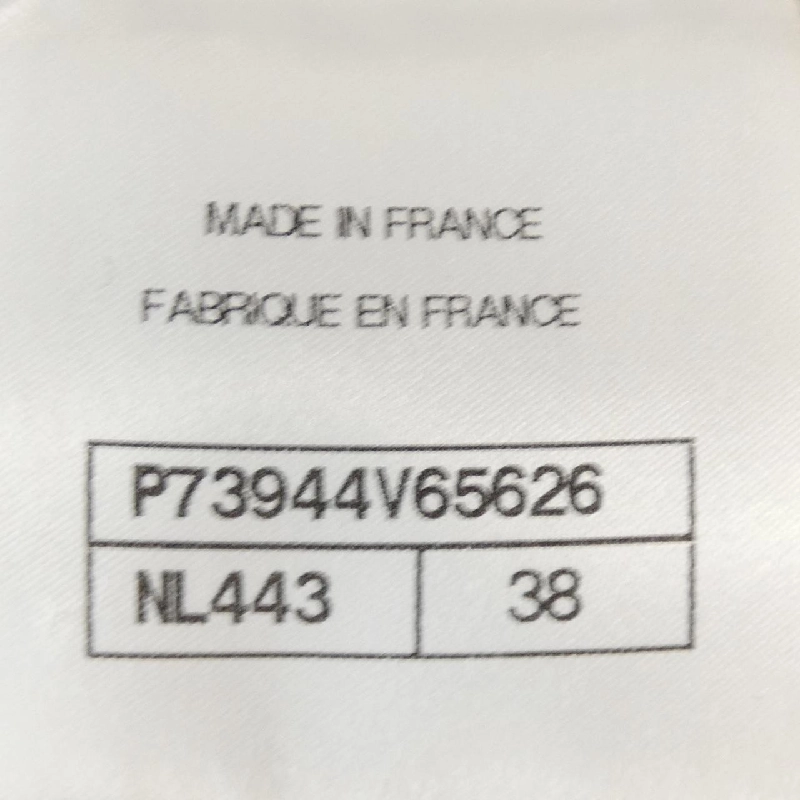 MADE IN FRANCE
FABRIQUE EN FRANCE
P73944V65626
NL443 38